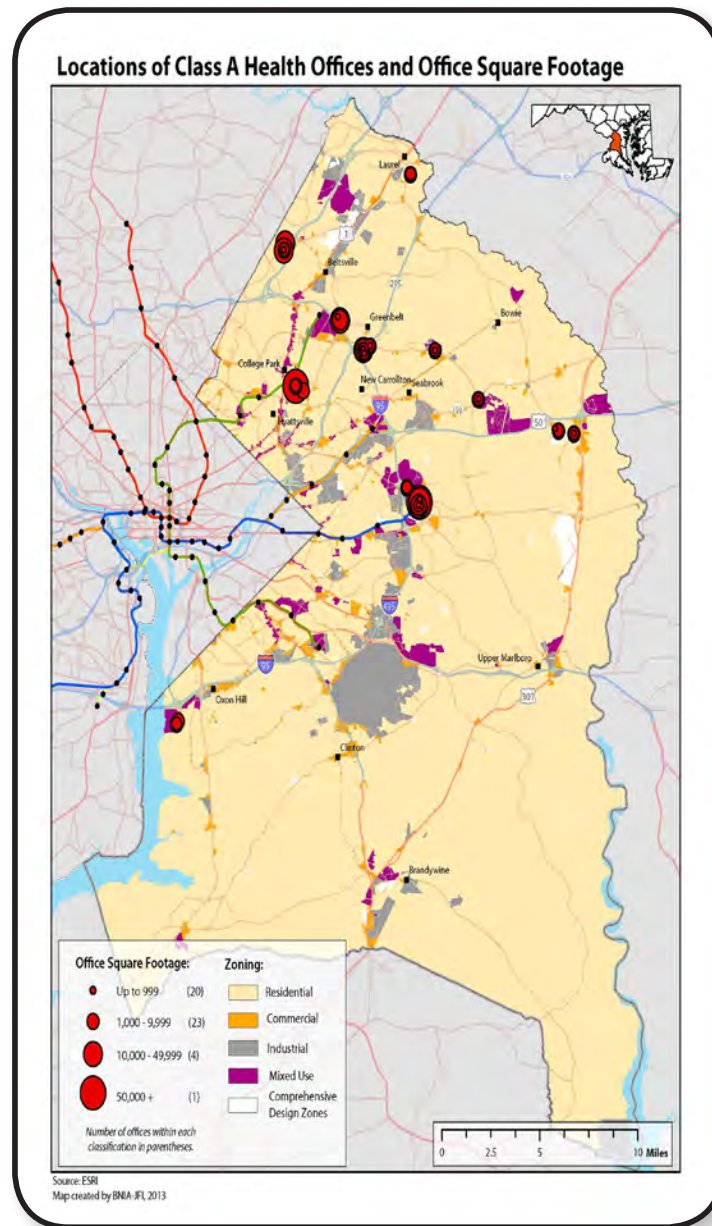 Locations of Class A Health Offices and Office Square Footage
Laurel
1
Beltsville
295
Greenbelt
Bowie
College Park
New Carrollton
Seabrook
95
Hyattsville
50
495
Upper Marlboro
95
Oxon Hill
301
Clinton
Brandywine
Office Square Footage:
Up to 999 (20)
1,000 - 9,999 (23)
10,000 - 49,999 (4)
50,000 + (1)
Number of offices within each
classification in parentheses.
Zoning:
Residential
Commercial
Industrial
Mixed Use
Comprehensive
Design Zones
0 2.5 5 10 Miles
Source: ESRI
Map created by BNIA-JFI, 2013